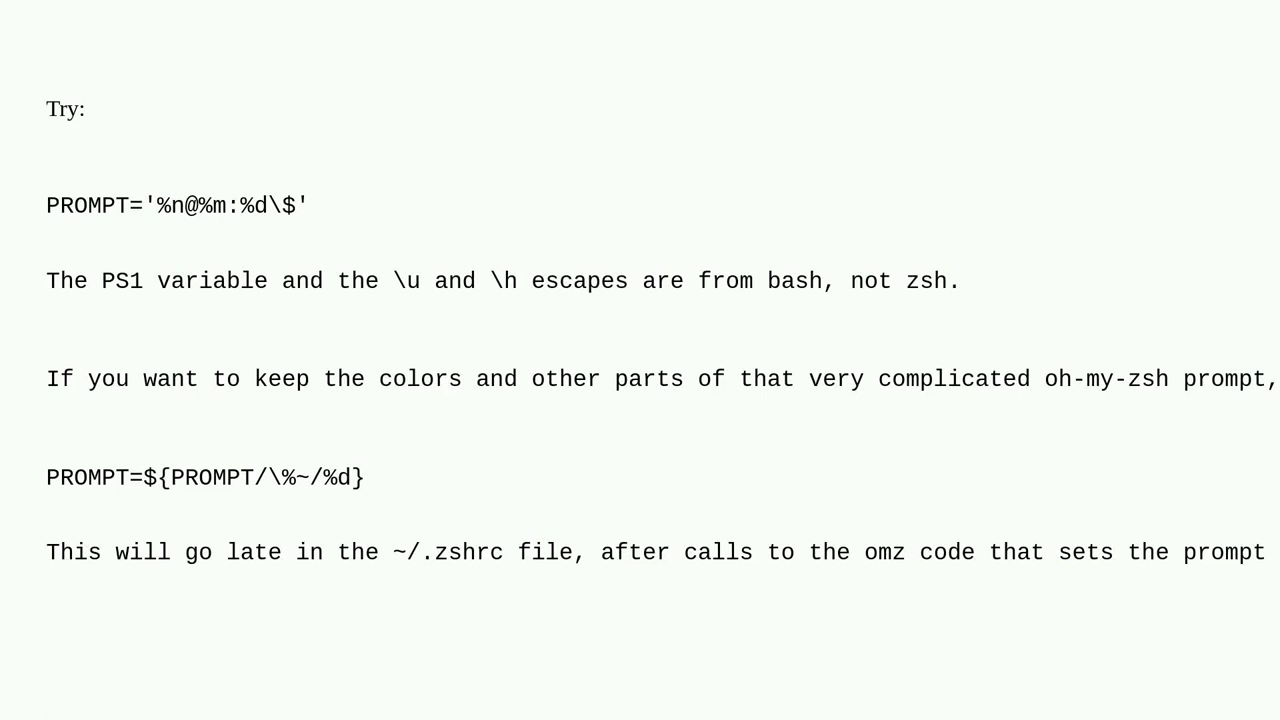 Try:
PROMPT='%n@%m:%d\$'
The PS1 variable and the \u and \h escapes are from bash, not zsh.
If you want to keep the colors and other parts of that very complicated oh-my-zsh prompt,
PROMPT=${PROMPT/\%~/%d}
This will go late in the ~/.zshrc file, after calls to the omz code that sets the prompt